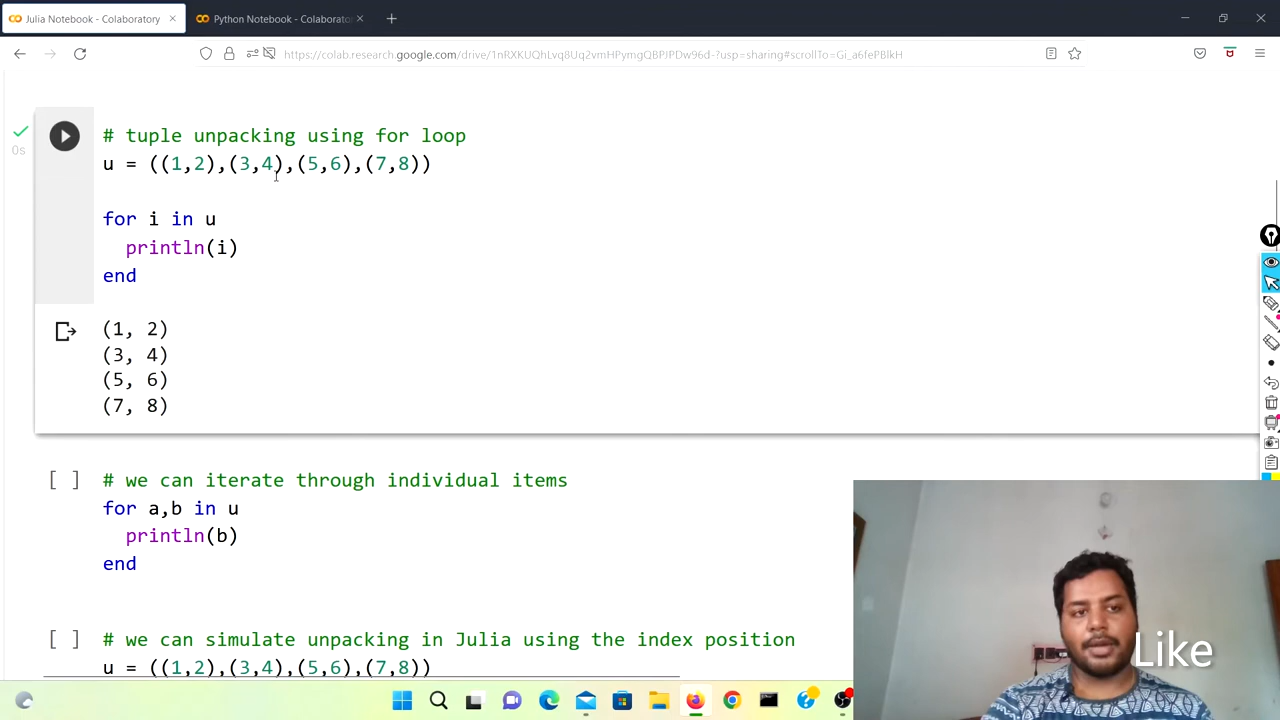 Julia Notebook - Colaboratory
Python Notebook - Colaborato
https://colab.research.google.com/drive/1nRXKUQhLvq8Uq2vmHPymgQBPJPDw96d-?usp=sharing#scrollTo=Gi_a6fePBlkH
0s
# tuple unpacking using for loop
u = ((1,2),(3,4),(5,6),(7,8))
for i in u
println(i)
end
(1, 2)
(3, 4)
(5, 6)
(7, 8)
[ ]
# we can iterate through individual items
for a,b in u
println(b)
end
[ ]
# we can simulate unpacking in Julia using the index position
u = ((1,2),(3,4),(5,6),(7,8))
Like